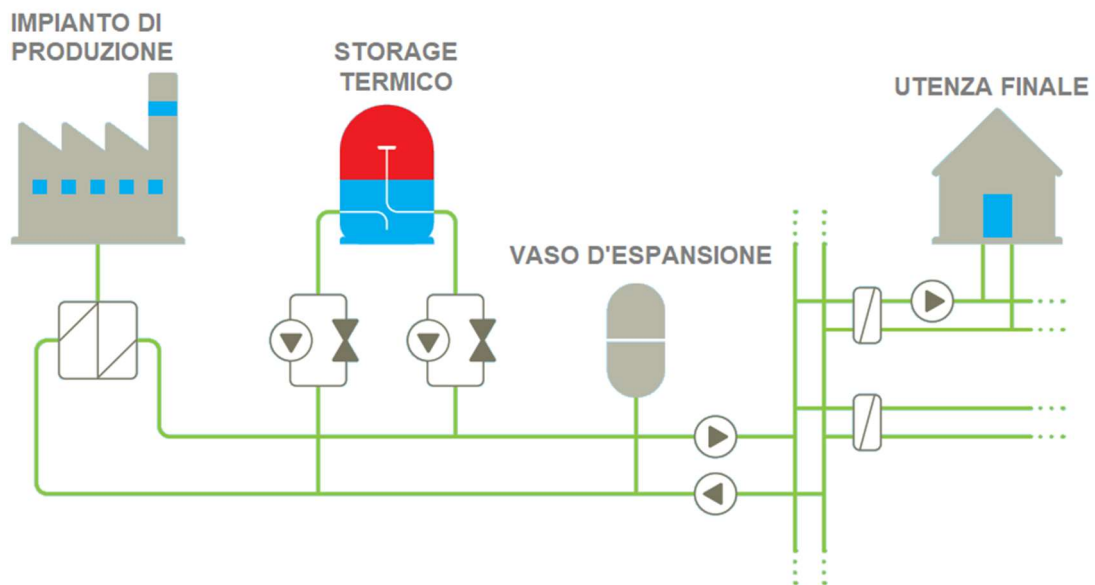 IMPIANTO DI
PRODUZIONE
STORAGE
TERMICO
UTENZA FINALE
VASO D'ESPANSIONE